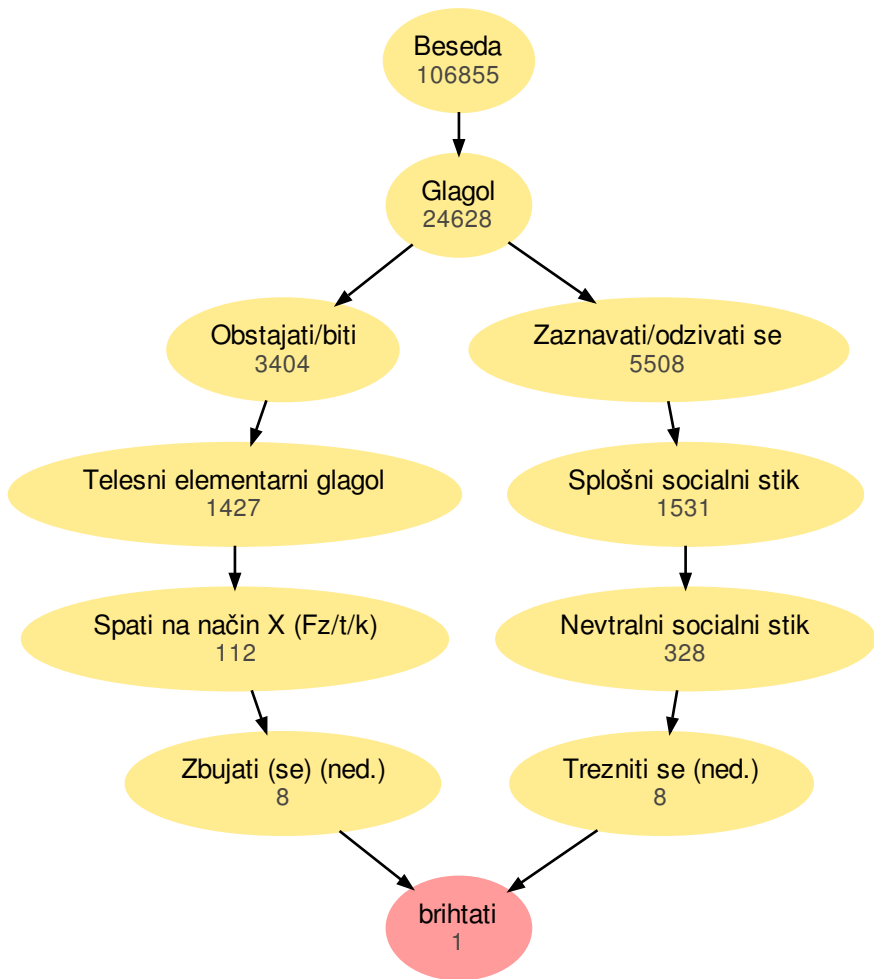 Beseda
106855
Glagol
24628
Obstajati/biti
3404
Zaznavati/odzivati se
5508
Telesni elementarni glagol
1427
Splošni socialni stik
1531
Spati na način X (Fz/t/k)
112
Nevtralni socialni stik
328
Zbujati (se) (ned.)
8
Trezniti se (ned.)
8
brihtati
1